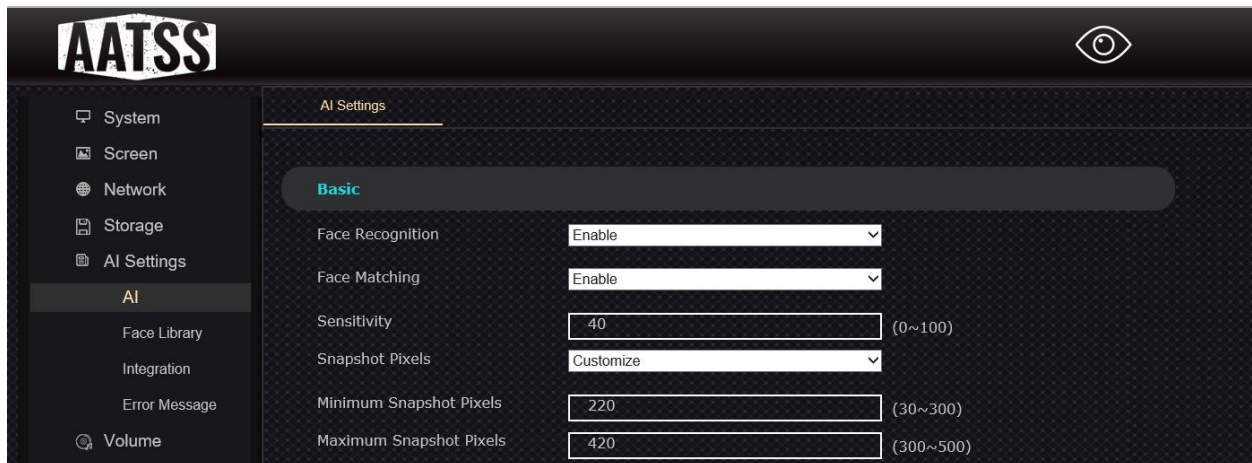 AATSS
AI Settings
System
Screen
Network
Storage
AI Settings
AI
Face Library
Integration
Error Message
Volume
Basic
Face Recognition Enable
Face Matching Enable
Sensitivity 40 (0~100)
Snapshot Pixels Customize
Minimum Snapshot Pixels 220 (30~300)
Maximum Snapshot Pixels 420 (300~500)